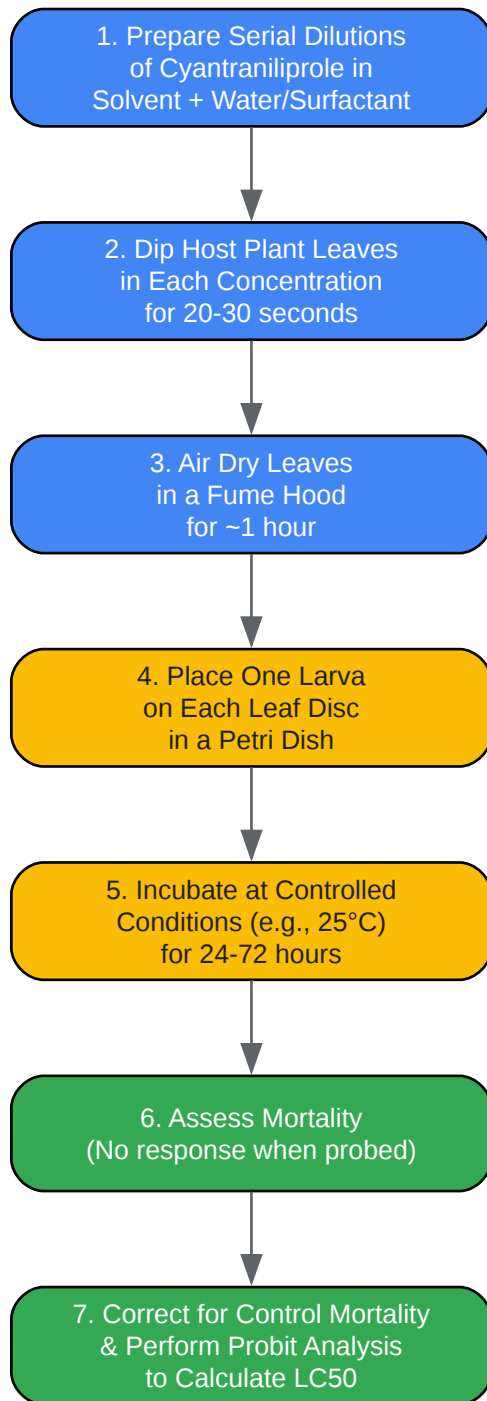 1. Prepare Serial Dilutions
of Cyantraniliprole in
Solvent + Water/Surfactant
2. Dip Host Plant Leaves
in Each Concentration
for 20-30 seconds
3. Air Dry Leaves
in a Fume Hood
for ~1 hour
4. Place One Larva
on Each Leaf Disc
in a Petri Dish
5. Incubate at Controlled
Conditions (e.g., 25°C)
for 24-72 hours
6. Assess Mortality
(No response when probed)
7. Correct for Control Mortality
& Perform Probit Analysis
to Calculate LC50